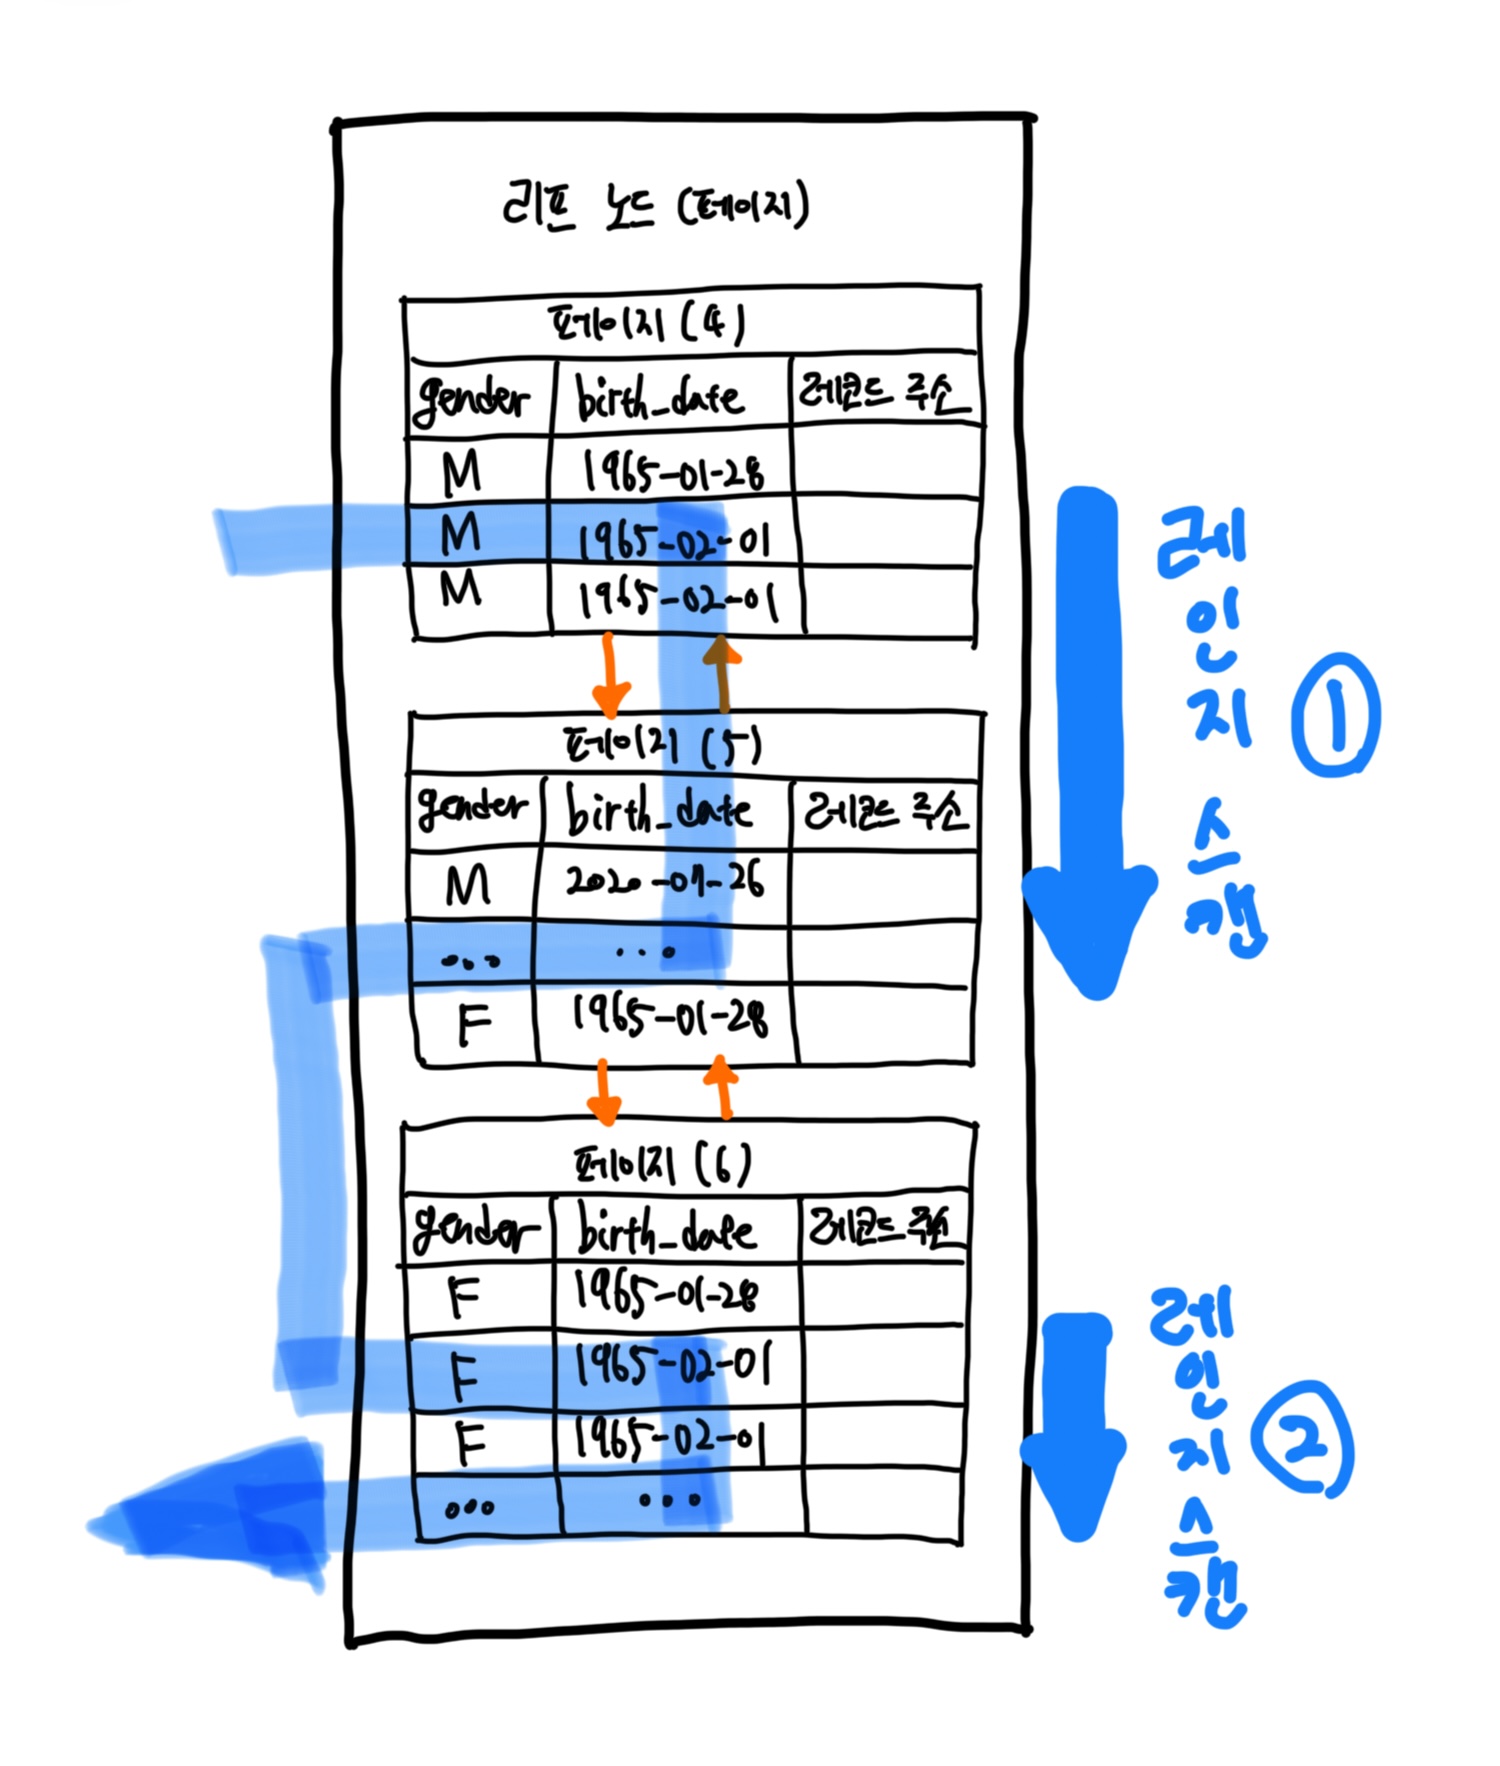 리프 노드 (페이지)
페이지 (4)
gender birth_date 레코드 주소
M 1965-01-28
M 1965-02-01
M 1965-02-01
페이지 (5)
gender birth_date 레코드 주소
M 2020-07-26
... ...
F 1965-01-28
페이지 (6)
gender birth_date 레코드 주소
F 1965-01-28
F 1965-02-01
F 1965-02-01
... ...
레인지 스캔 ①
레인지 스캔 ②